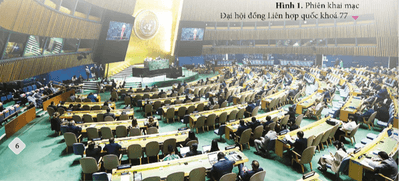 Hình 1. Phiên khai mạc
Đại hội đồng Liên hợp quốc khoá 77
6